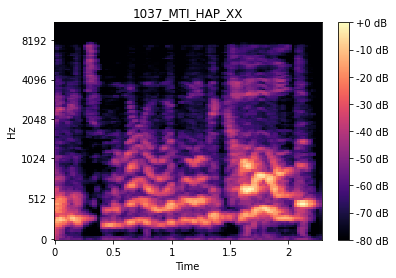 1037_MTI_HAP_XX
8192
4096
2048
1024
512
0
Hz
0
0.5
1
1.5
2
Time
+0 dB
-10 dB
-20 dB
-30 dB
-40 dB
-50 dB
-60 dB
-70 dB
-80 dB